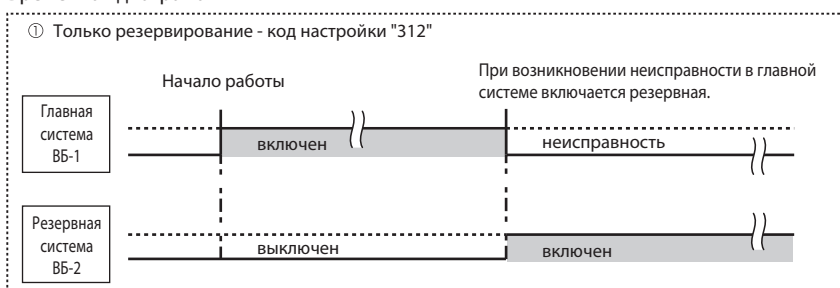 ① Только резервирование - код настройки "312"
Начало работы
При возникновении неисправности в главной
системе включается резервная.
Главная
система
ВБ-1
включен
неисправность
Резервная
система
ВБ-2
выключен
включен